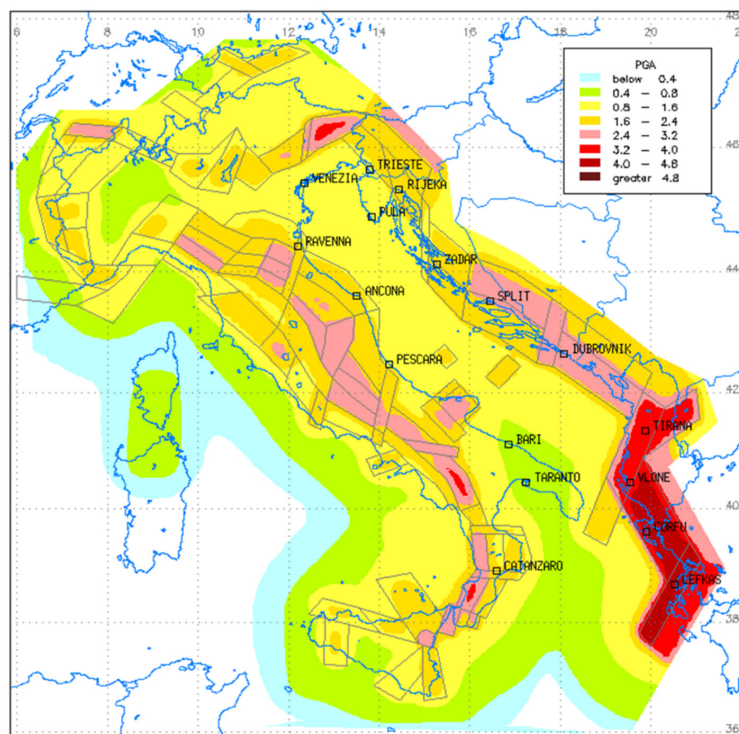 6 8 10 12 14 16 18 20 22
48
PGA
below 0.4
0.4 – 0.8
0.8 – 1.6
1.6 – 2.4
2.4 – 3.2
3.2 – 4.0
4.0 – 4.8
greater 4.8
46
TRIESTE
VENEZIA
RIJEKA
PULA
RAVENNA
ZADAR
44
ANCONA
SPLIT
DUBROVNIK
PESCARA
42
TIRANA
BARI
TARANTO
VLONE
40
CORFU
CATANZARO
LEFKAS
38
36